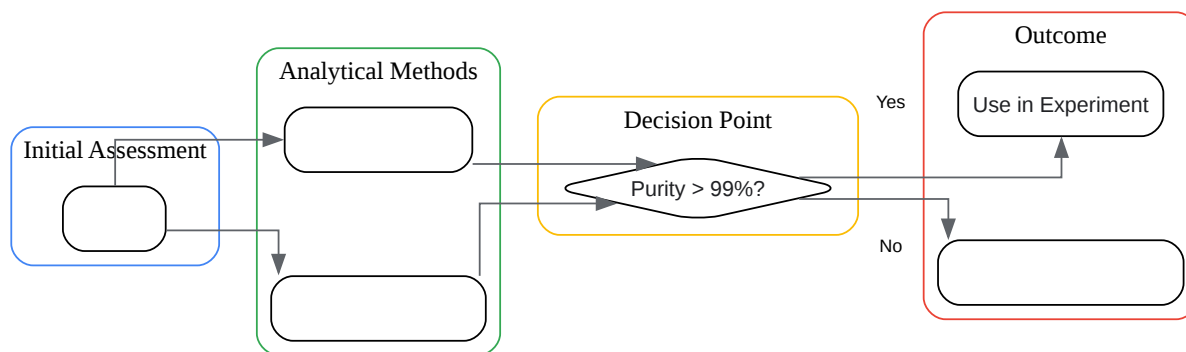 Initial Assessment
Analytical Methods
Decision Point
Purity > 99%?
Yes
No
Outcome
Use in Experiment